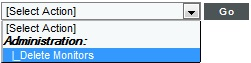 [Select Action] Go
[Select Action]
Administration:
|_Delete Monitors